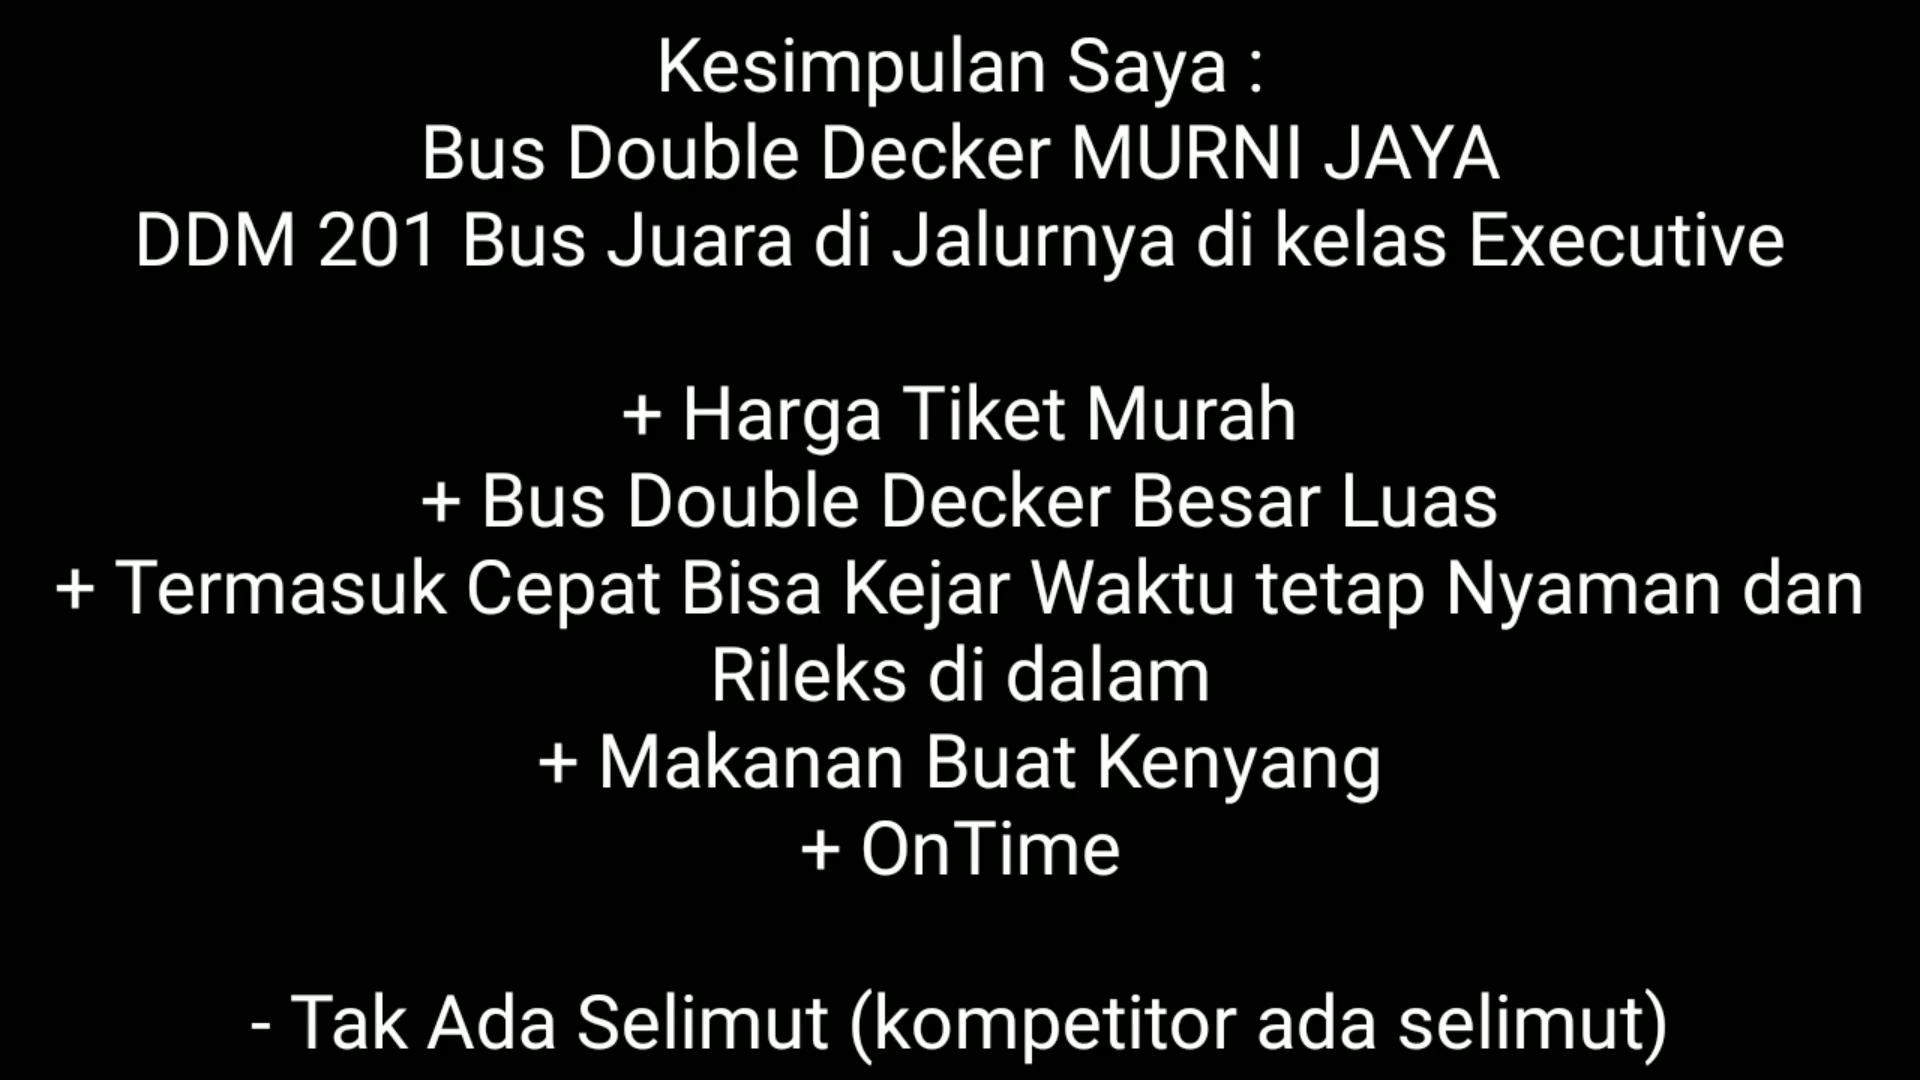 Kesimpulan Saya :
Bus Double Decker MURNI JAYA
DDM 201 Bus Juara di Jalurnya di kelas Executive
+ Harga Tiket Murah
+ Bus Double Decker Besar Luas
+ Termasuk Cepat Bisa Kejar Waktu tetap Nyaman dan
Rileks di dalam
+ Makanan Buat Kenyang
+ OnTime
- Tak Ada Selimut (kompetitor ada selimut)